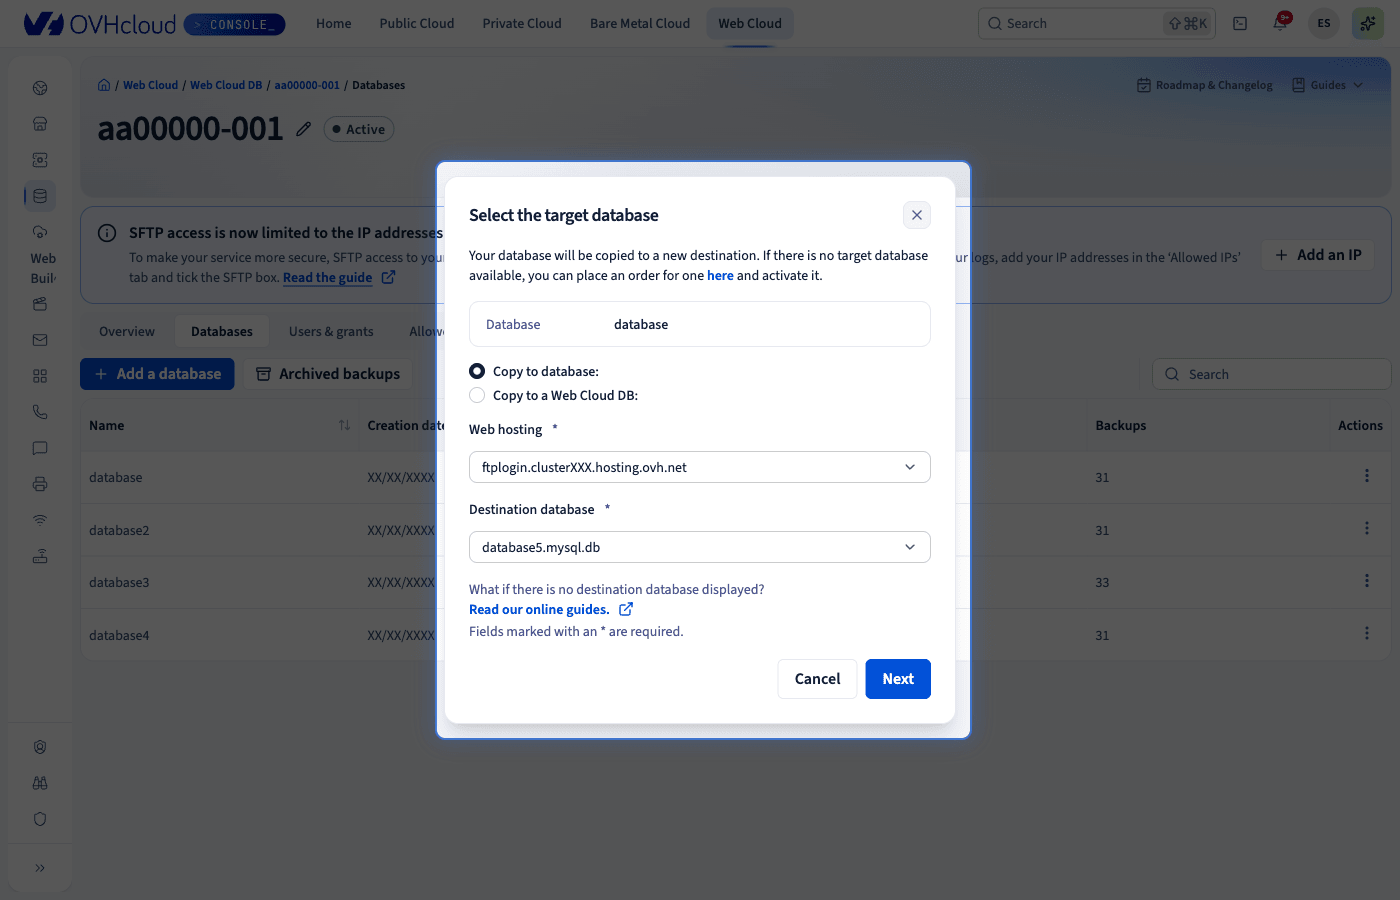 OVHcloud > CONSOLE_ Home Public Cloud Private Cloud Bare Metal Cloud Web Cloud Search ⇧⌘K 9+ ES
/ Web Cloud / Web Cloud DB / aa00000-001 / Databases Roadmap & Changelog Guides
aa00000-001 Active
Web
Buil
SFTP access is now limited to the IP addresses
To make your service more secure, SFTP access to your
ur logs, add your IP addresses in the ‘Allowed IPs’
tab and tick the SFTP box. Read the guide
+ Add an IP
Overview Databases Users & grants Allow
+ Add a database Archived backups Search
Name Creation date Backups Actions
database XX/XX/XXXX 31
database2 XX/XX/XXXX 31
database3 XX/XX/XXXX 33
database4 XX/XX/XXXX 31
Select the target database
Your database will be copied to a new destination. If there is no target database
available, you can place an order for one here and activate it.
Database database
Copy to database:
Copy to a Web Cloud DB:
Web hosting *
ftplogin.clusterXXX.hosting.ovh.net
Destination database *
database5.mysql.db
What if there is no destination database displayed?
Read our online guides.
Fields marked with an * are required.
Cancel Next